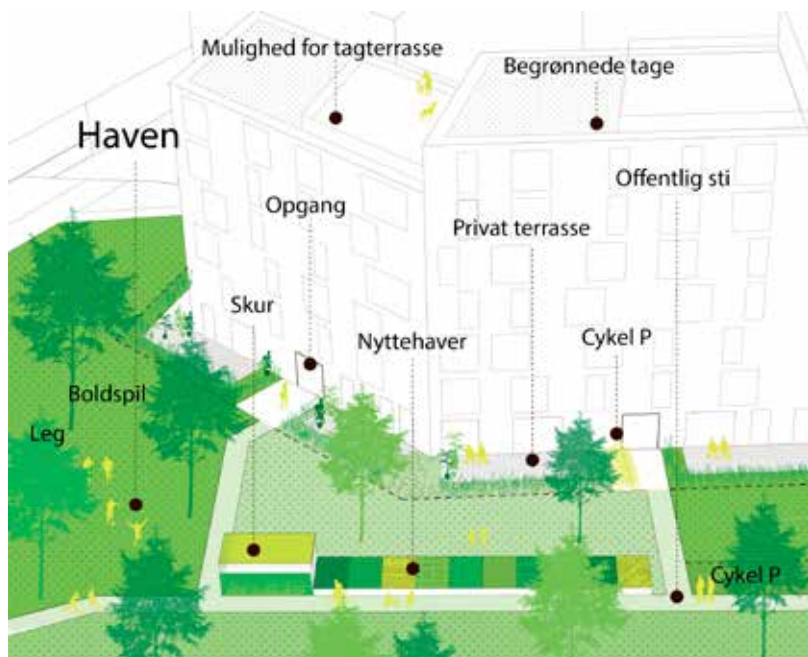 Mulighed for tagterrasse
Begrønnede tage
Haven
Offentlig sti
Opgang
Privat terrasse
Skur
Nyttehaver
Cykel P
Boldspil
Leg
Cykel P